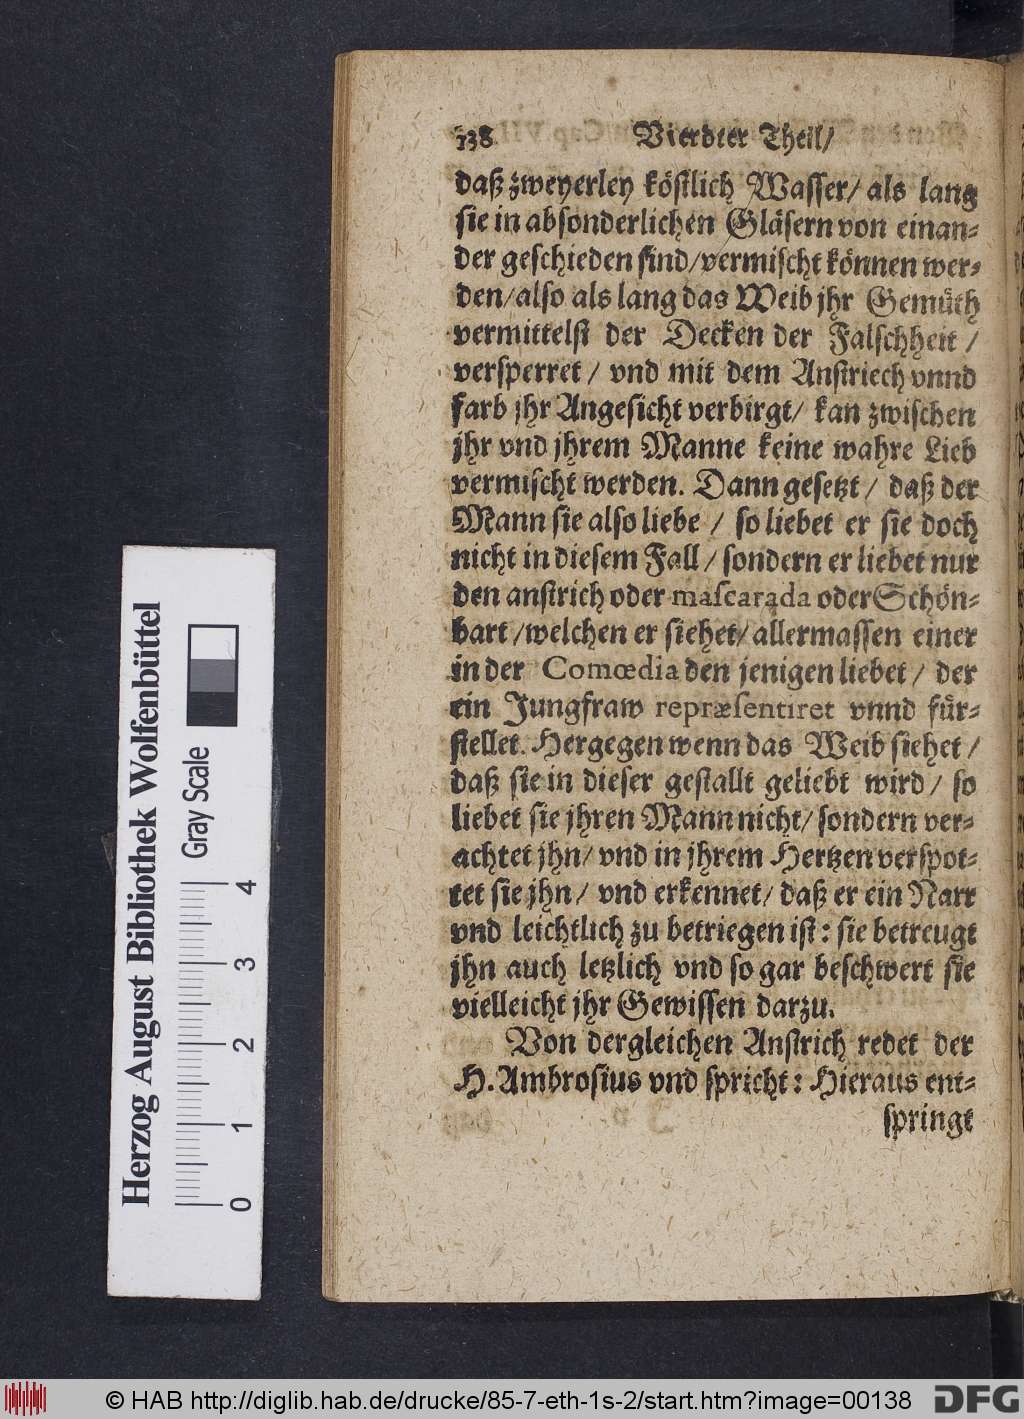 138 Vierdter Theil/
daß zweyerley köstlich Wasser/ als lang
sie in absonderlichen Gläsern von einan-
der geschieden sind/vermischt können wer-
den/also als lang das Weib jhr Gemüth
vermittelst der Decken der Falschheit /
versperret / vnd mit dem Anstriech vnnd
farb jhr Angesicht verbirgt/ kan zwischen
jhr vnd jhrem Manne keine wahre Lieb
vermischt werden. Dann gesetzt / daß der
Mann sie also liebe / so liebet er sie doch
nicht in diesem Fall / sondern er liebet nur
den anstrich oder mascarada oder Schön-
bart /welchen er siehet/ allermassen einer
in der Comœdia den jenigen liebet / der
ein Jungfraw repræsentiret vnnd für-
stellet. Hergegen wenn das Weib siehet /
daß sie in dieser gestallt geliebt wird / so
liebet sie jhren Mann nicht/ sondern ver-
achtet jhn/ vnd in jhrem Hertzen verspot-
tet sie jhn / vnd erkennet/ daß er ein Narr
vnd leichtlich zu betriegen ist : sie betreugt
jhn auch letzlich vnd so gar beschwert sie
vielleicht jhr Gewissen darzu.
Von dergleichen Anstrich redet der
H. Ambrosius vnd spricht : Hieraus ent-
springt
Herzog August Bibliothek Wolfenbüttel
Gray Scale
0 1 2 3 4
© HAB http://diglib.hab.de/drucke/85-7-eth-1s-2/start.htm?image=00138
DFG